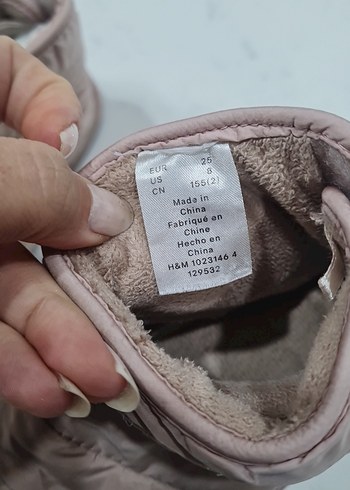 EUR 25
US 8
CN 155(2)
Made in
China
Fabriqué en
Chine
Hecho en
China
H&M 1023146 4
129532